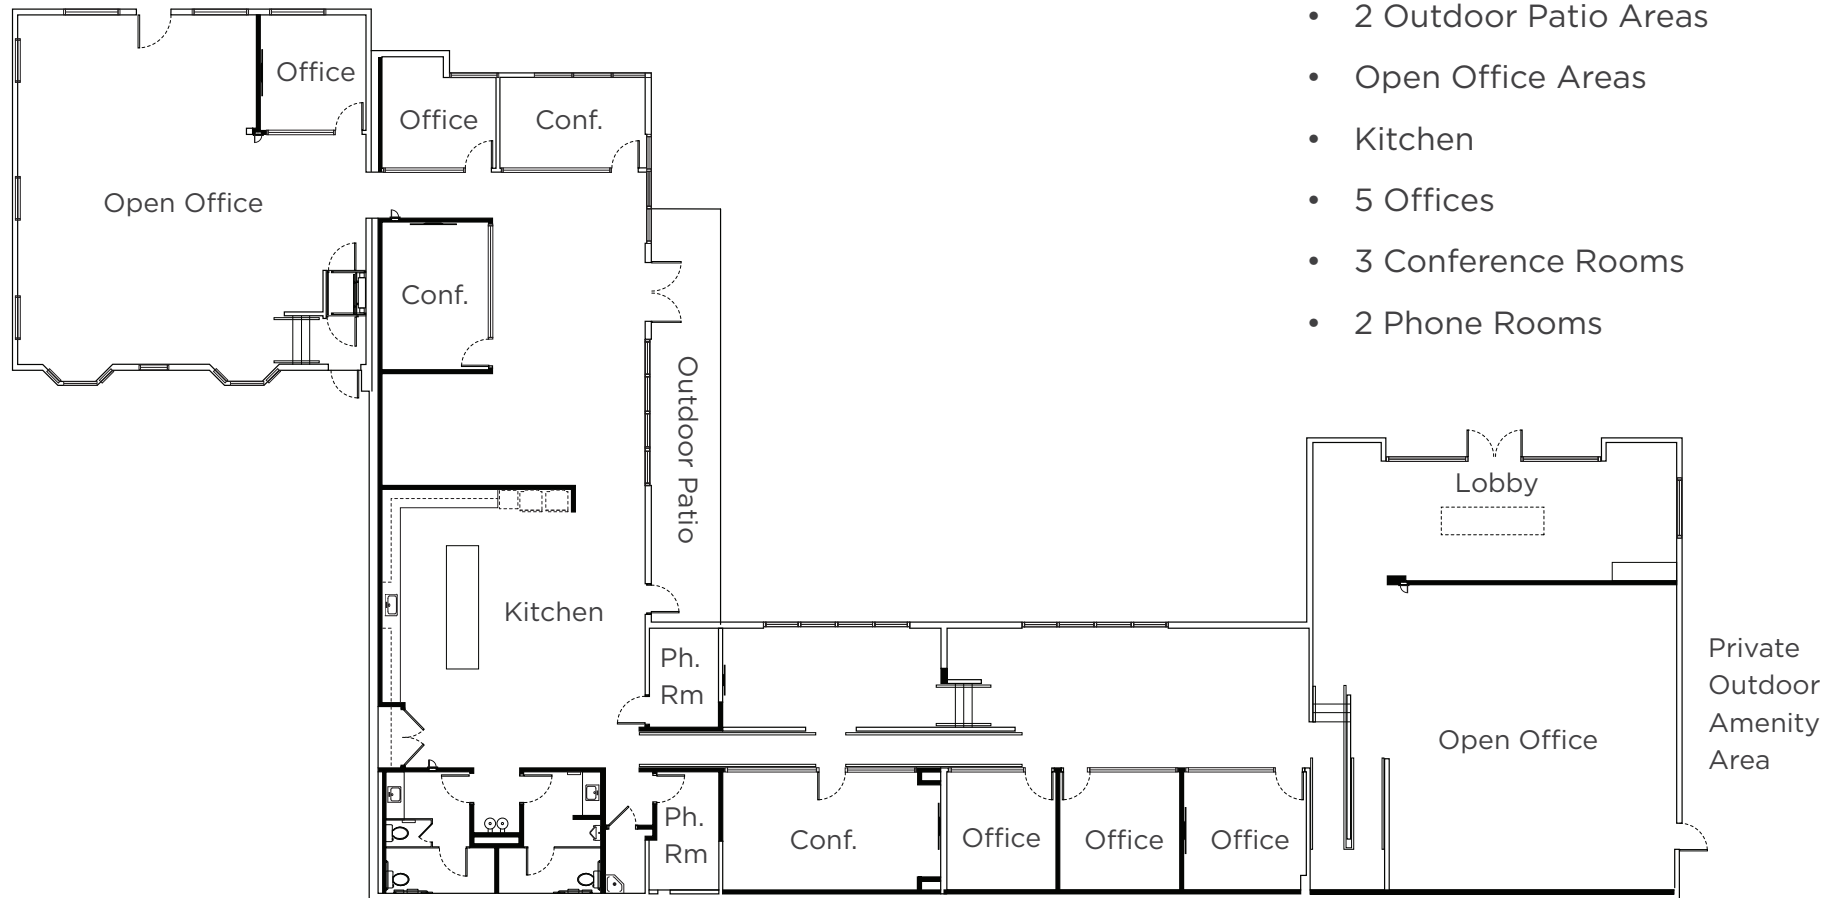 • 2 Outdoor Patio Areas
• Open Office Areas
• Kitchen
• 5 Offices
• 3 Conference Rooms
• 2 Phone Rooms
Office
Office
Conf.
Open Office
Conf.
Outdoor Patio
Kitchen
Lobby
Ph.
Rm
Private
Outdoor
Amenity
Area
Open Office
Ph.
Rm
Conf.
Office
Office
Office